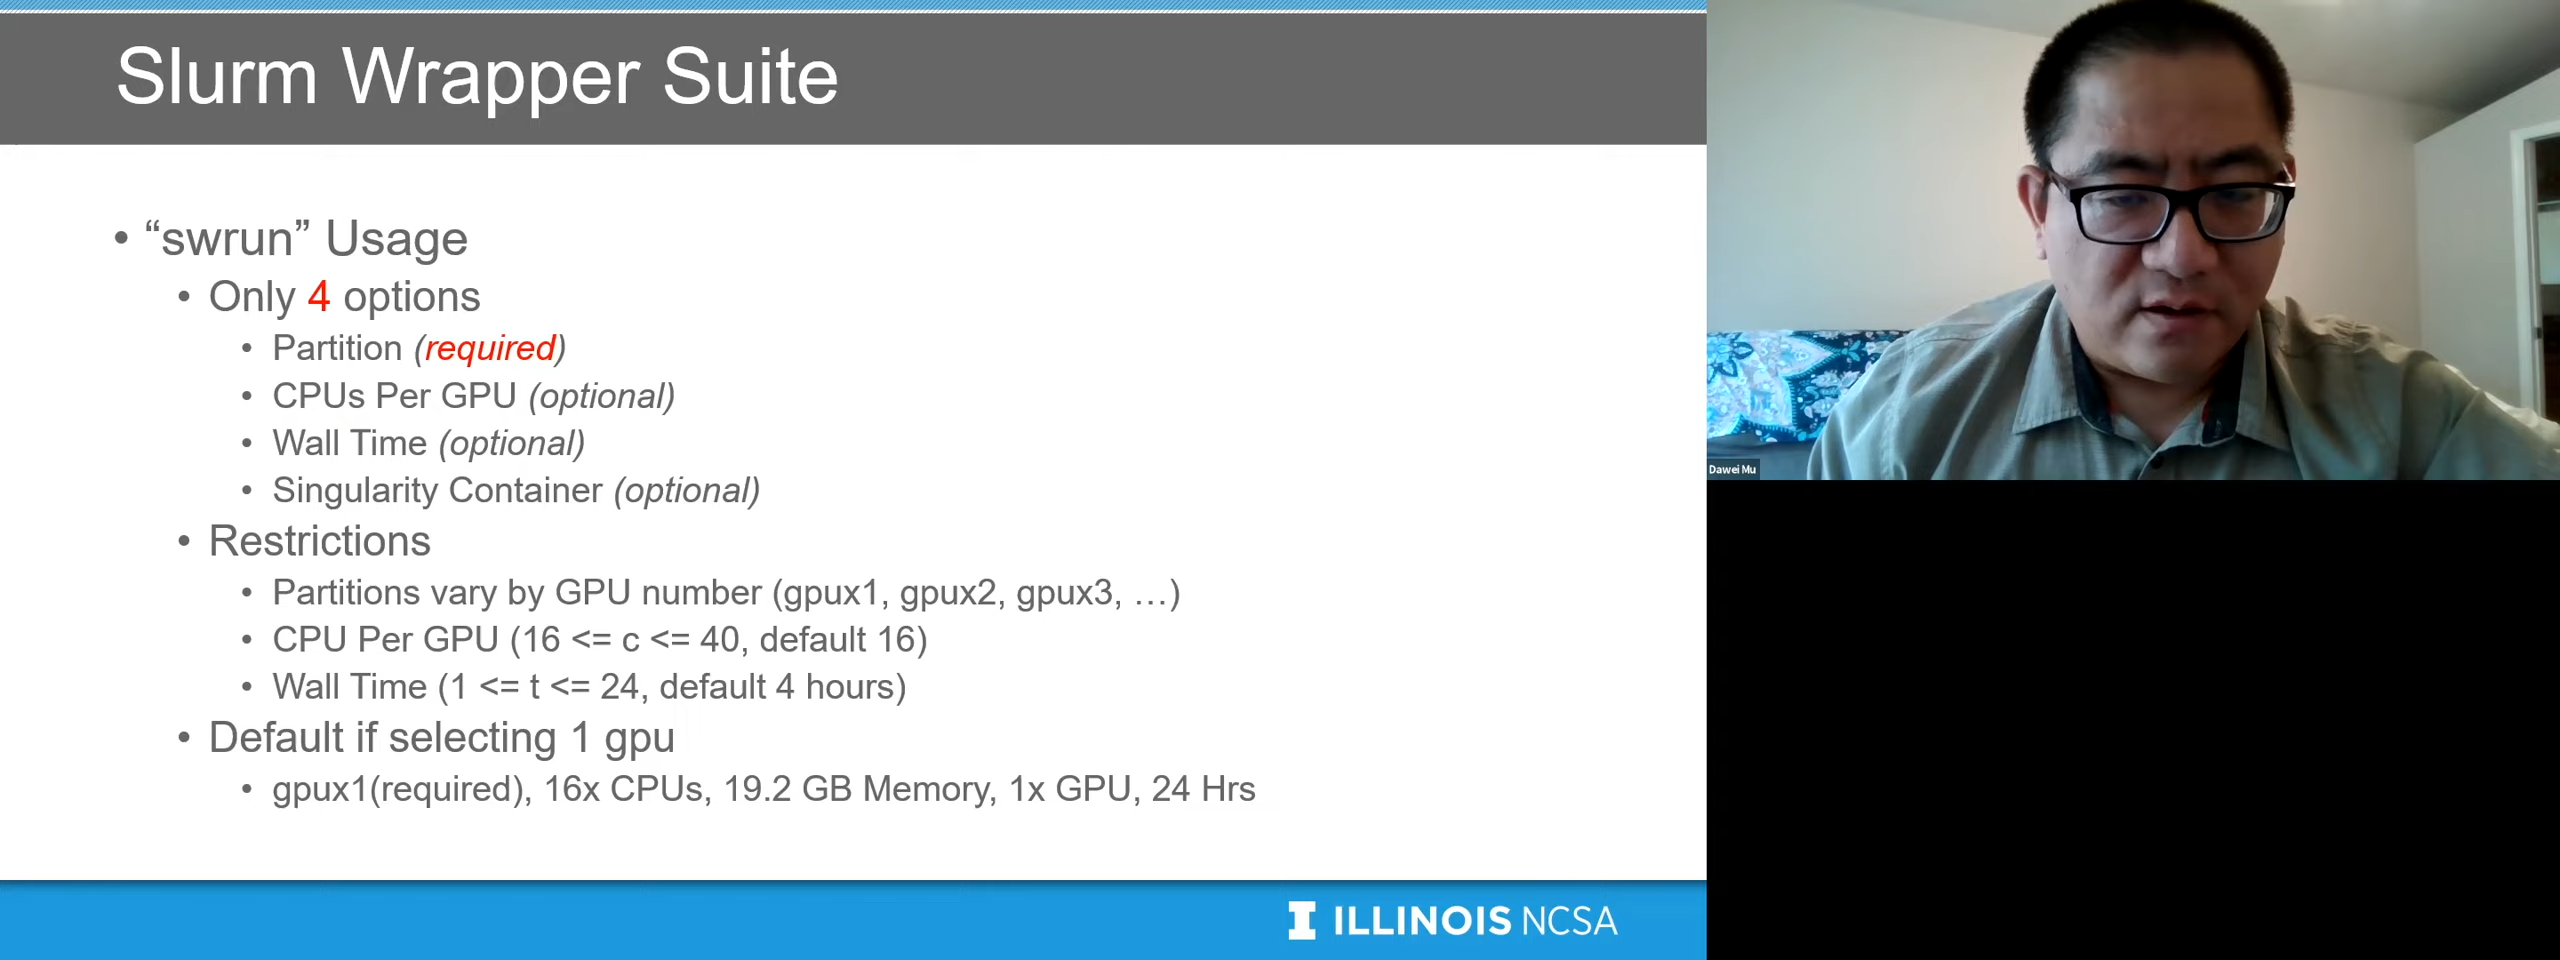 Slurm Wrapper Suite
• “swrun” Usage
• Only 4 options
• Partition (required)
• CPUs Per GPU (optional)
• Wall Time (optional)
• Singularity Container (optional)
• Restrictions
• Partitions vary by GPU number (gpux1, gpux2, gpux3, …)
• CPU Per GPU (16 <= c <= 40, default 16)
• Wall Time (1 <= t <= 24, default 4 hours)
• Default if selecting 1 gpu
• gpux1(required), 16x CPUs, 19.2 GB Memory, 1x GPU, 24 Hrs
I ILLINOIS NCSA
Dawei Mu